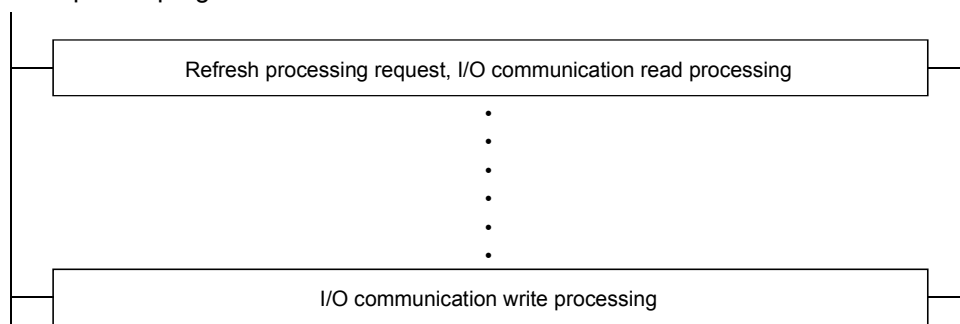 Refresh processing request, I/O communication read processing
I/O communication write processing